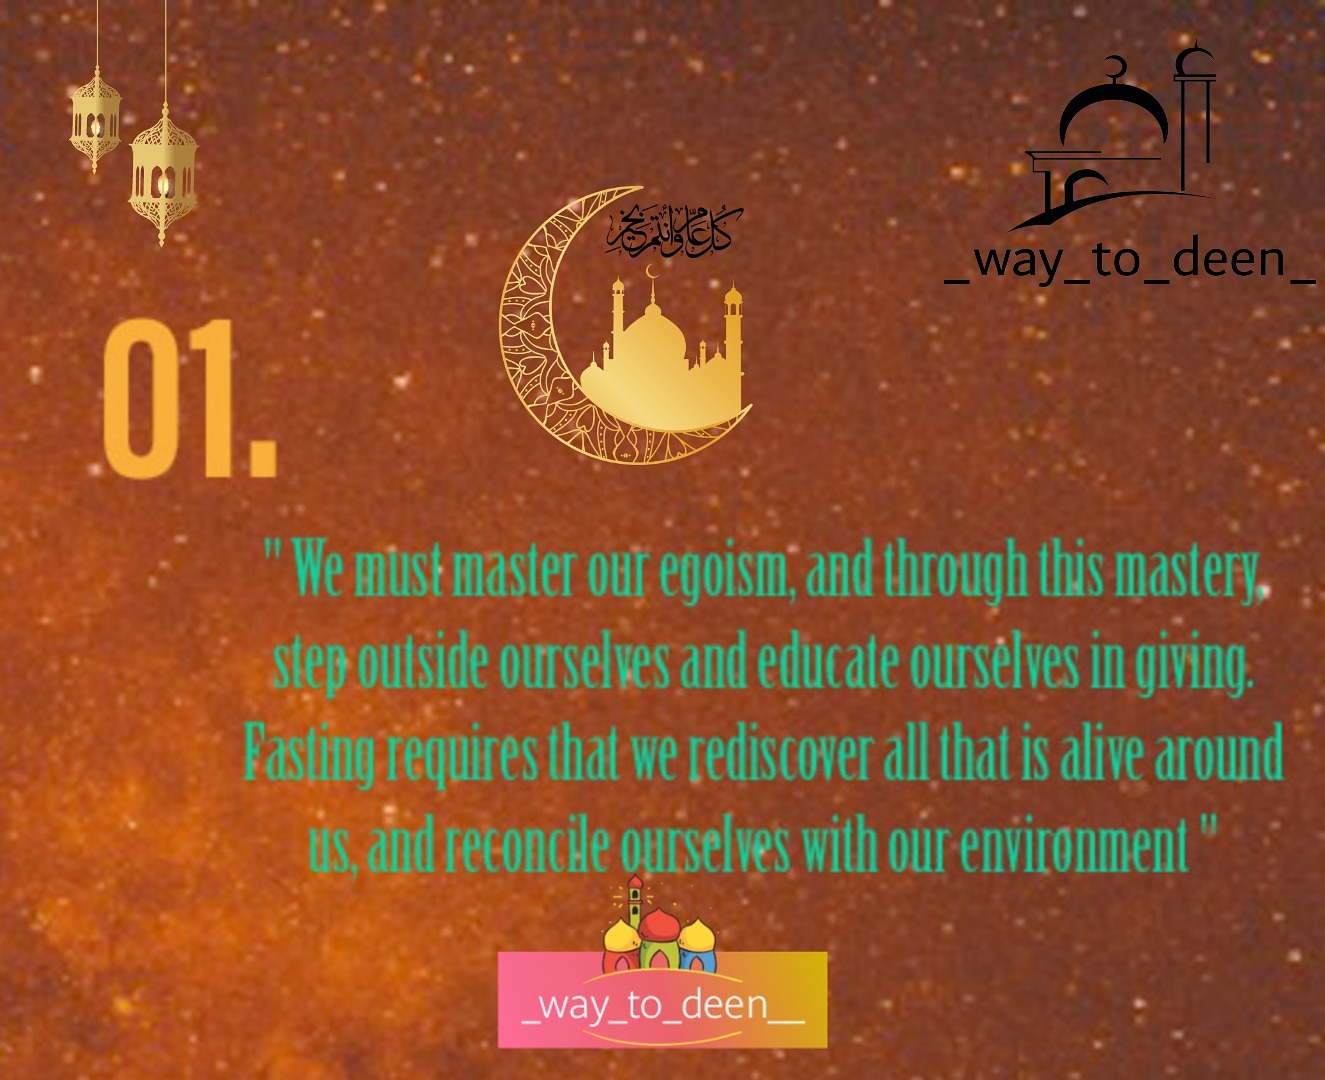 _way_to_deen_
كل عام وأنتم بخير
01.
" We must master our egoism, and through this mastery,
step outside ourselves and educate ourselves in giving.
Fasting requires that we rediscover all that is alive around
us, and reconcile ourselves with our environment "
_way_to_deen__